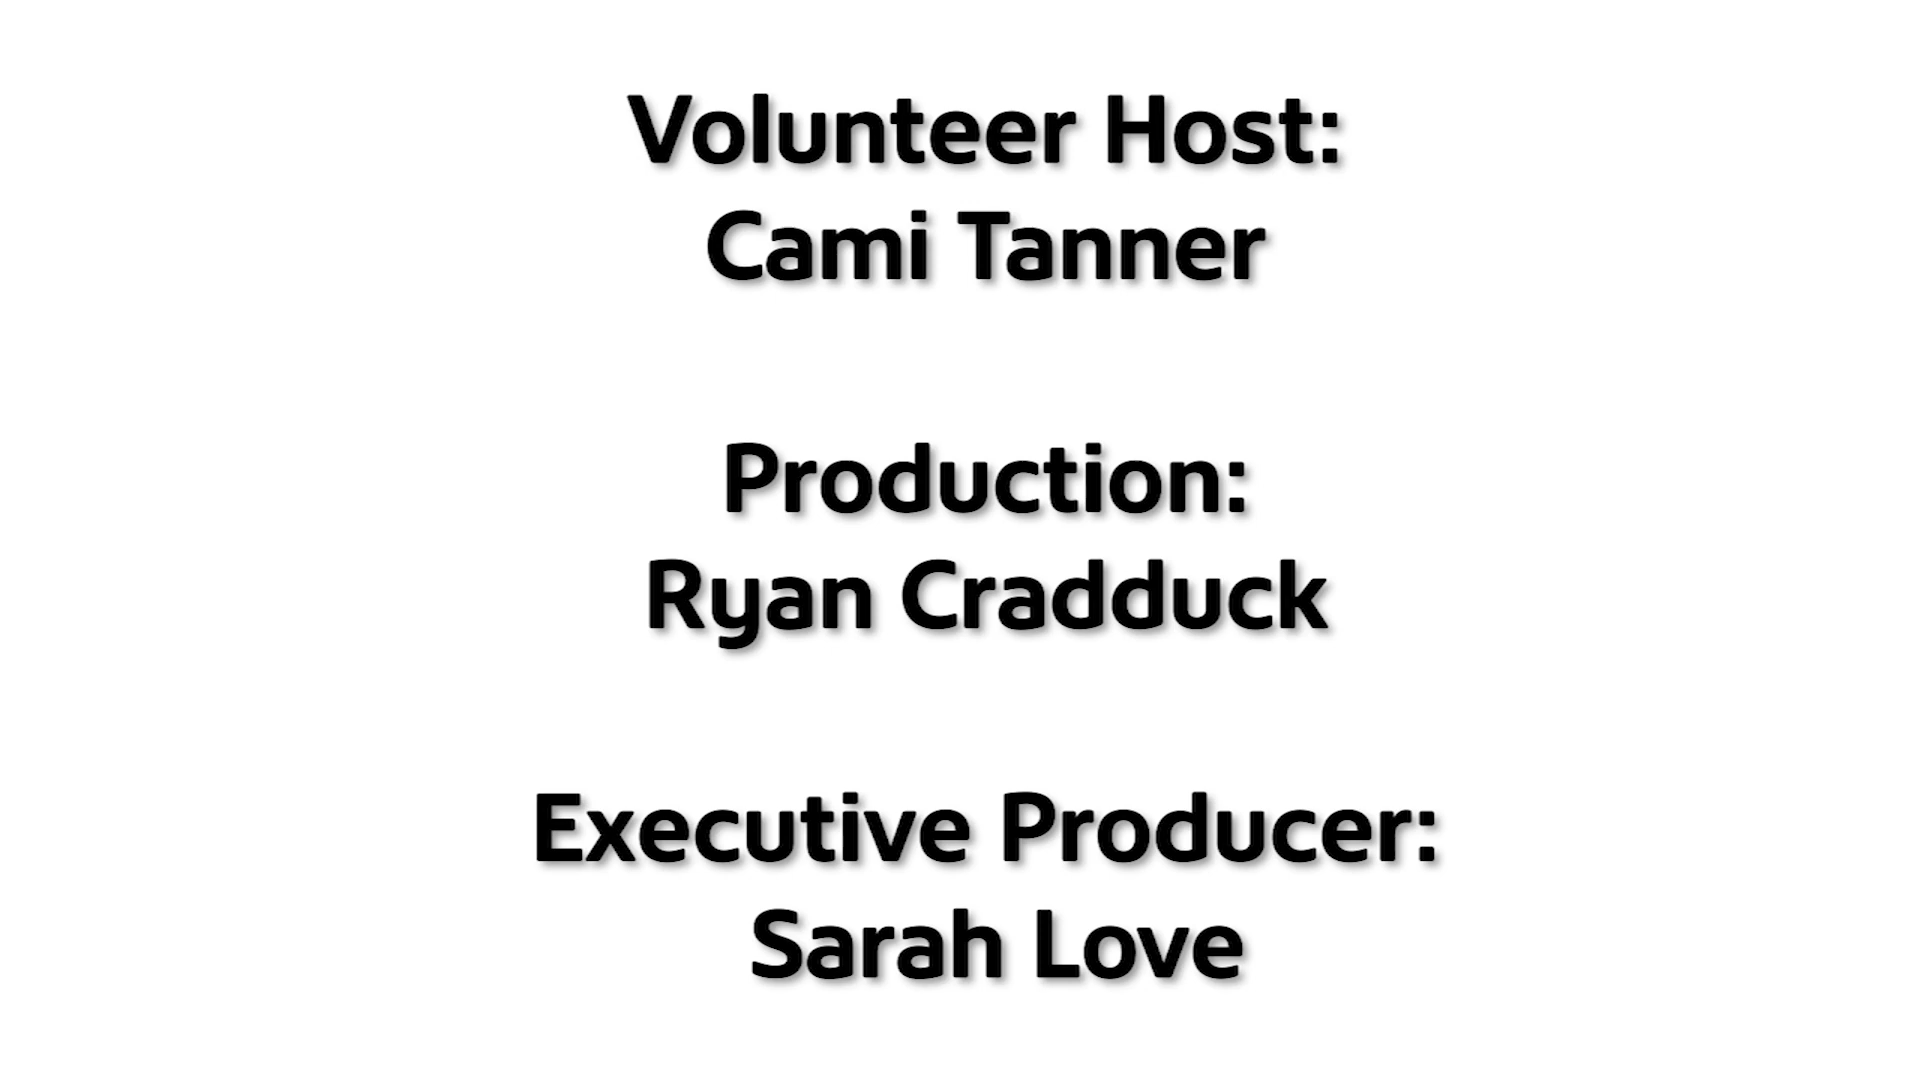 Volunteer Host:
Cami Tanner
Production:
Ryan Cradduck
Executive Producer:
Sarah Love